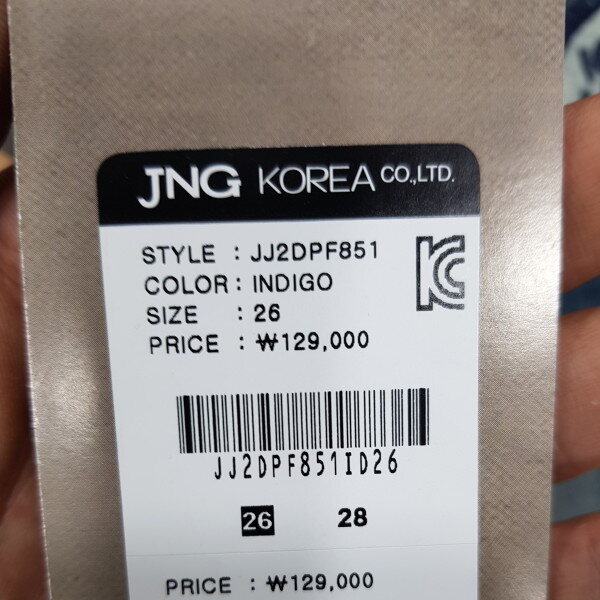 JNG KOREA CO.,LTD.
STYLE : JJ2DPF851
COLOR : INDIGO
SIZE : 26
PRICE : ₩129,000
JJ2DPF851ID26
26 28
PRICE : ₩129,000